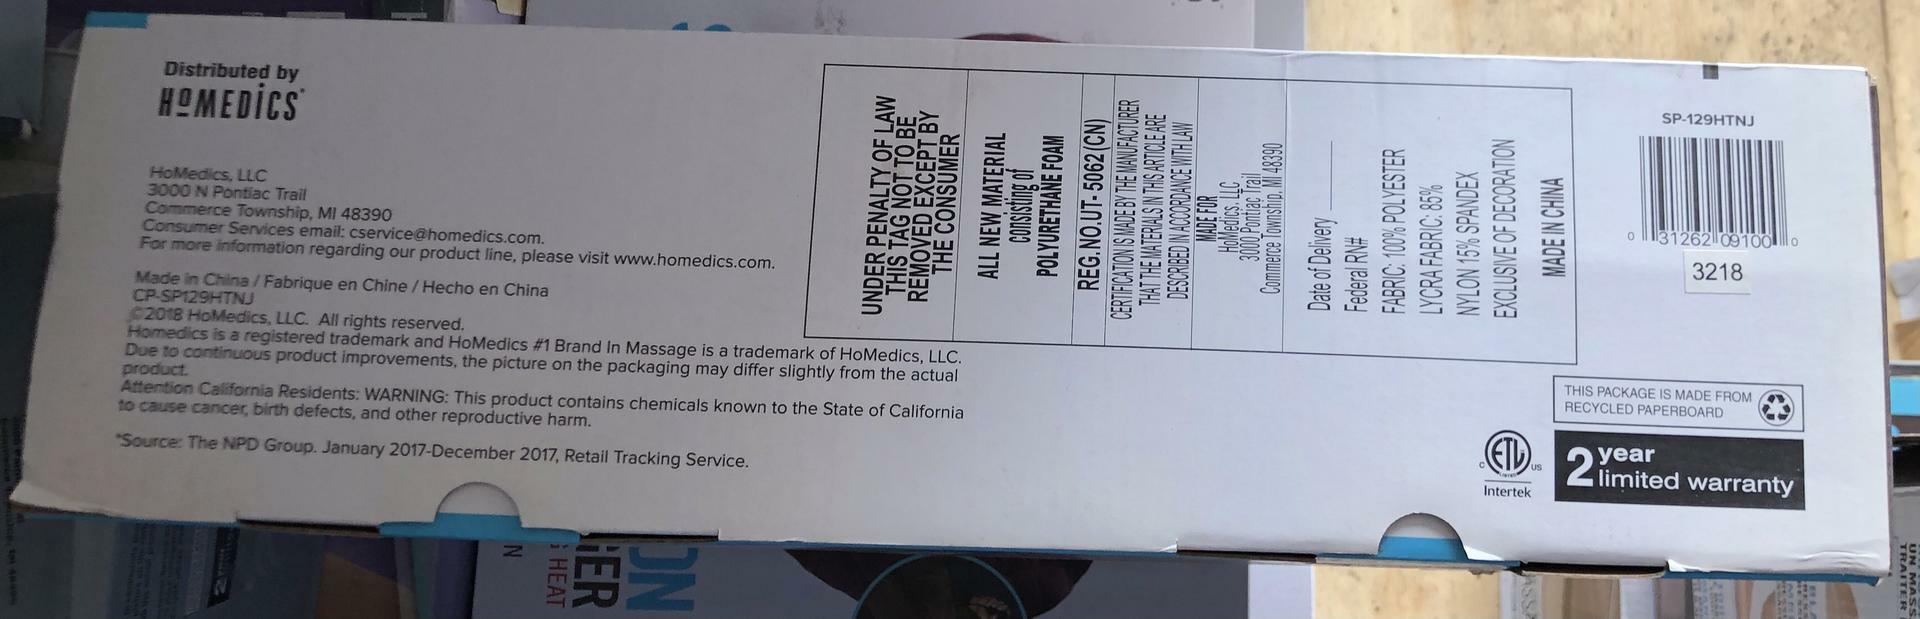 Distributed by
HOMEDICS
HoMedics, LLC
3000 N Pontiac Trail
Commerce Township, MI 48390
Consumer Services email: cservice@homedics.com.
For more information regarding our product line, please visit www.homedics.com.
Made in China / Fabrique en Chine / Hecho en China
CP-SP129HTNJ
©2018 HoMedics, LLC. All rights reserved.
Homedics is a registered trademark and HoMedics #1 Brand In Massage is a trademark of HoMedics, LLC.
Due to continuous product improvements, the picture on the packaging may differ slightly from the actual
product.
Attention California Residents: WARNING: This product contains chemicals known to the State of California
to cause cancer, birth defects, and other reproductive harm.
*Source: The NPD Group. January 2017-December 2017, Retail Tracking Service.
UNDER PENALTY OF LAW
THIS TAG NOT TO BE
REMOVED EXCEPT BY
THE CONSUMER
ALL NEW MATERIAL
consisting of
POLYURETHANE FOAM
REG.NO.UT- 5062 (CN)
CERTIFICATION IS MADE BY THE MANUFACTURER
THAT THE MATERIALS IN THIS ARTICLE ARE
DESCRIBED IN ACCORDANCE WITH LAW
MADE FOR
HoMedics, LLC
3000 Pontiac Trail
Commerce Township, MI 48390
Date of Delivery
Federal RN#
FABRIC: 100% POLYESTER
LYCRA FABRIC: 85%
NYLON 15% SPANDEX
EXCLUSIVE OF DECORATION
MADE IN CHINA
SP-129HTNJ
0 31262 09100 0
3218
THIS PACKAGE IS MADE FROM
RECYCLED PAPERBOARD
C ETL US
Intertek
2 year
limited warranty
HEAT